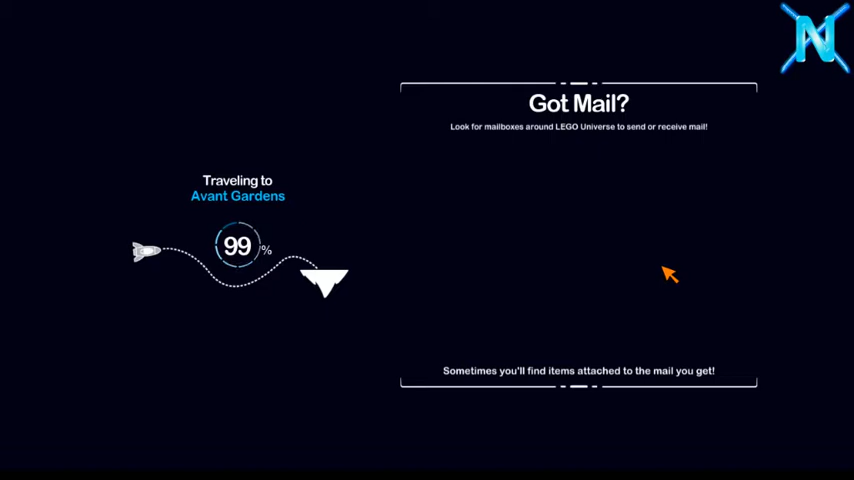 N
Got Mail?
Look for mailboxes around LEGO Universe to send or receive mail!
Traveling to
Avant Gardens
99 %
Sometimes you'll find items attached to the mail you get!